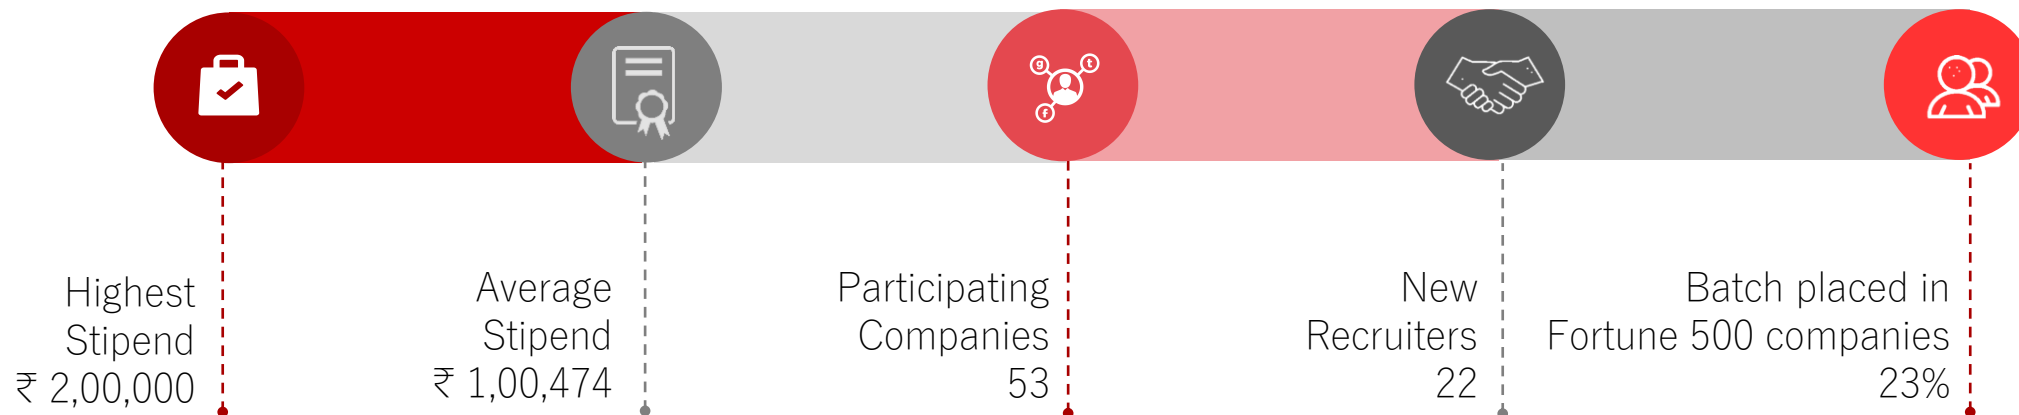 g
t
f
Highest
Stipend
₹ 2,00,000
Average
Stipend
₹ 1,00,474
Participating
Companies
53
New
Recruiters
22
Batch placed in
Fortune 500 companies
23%